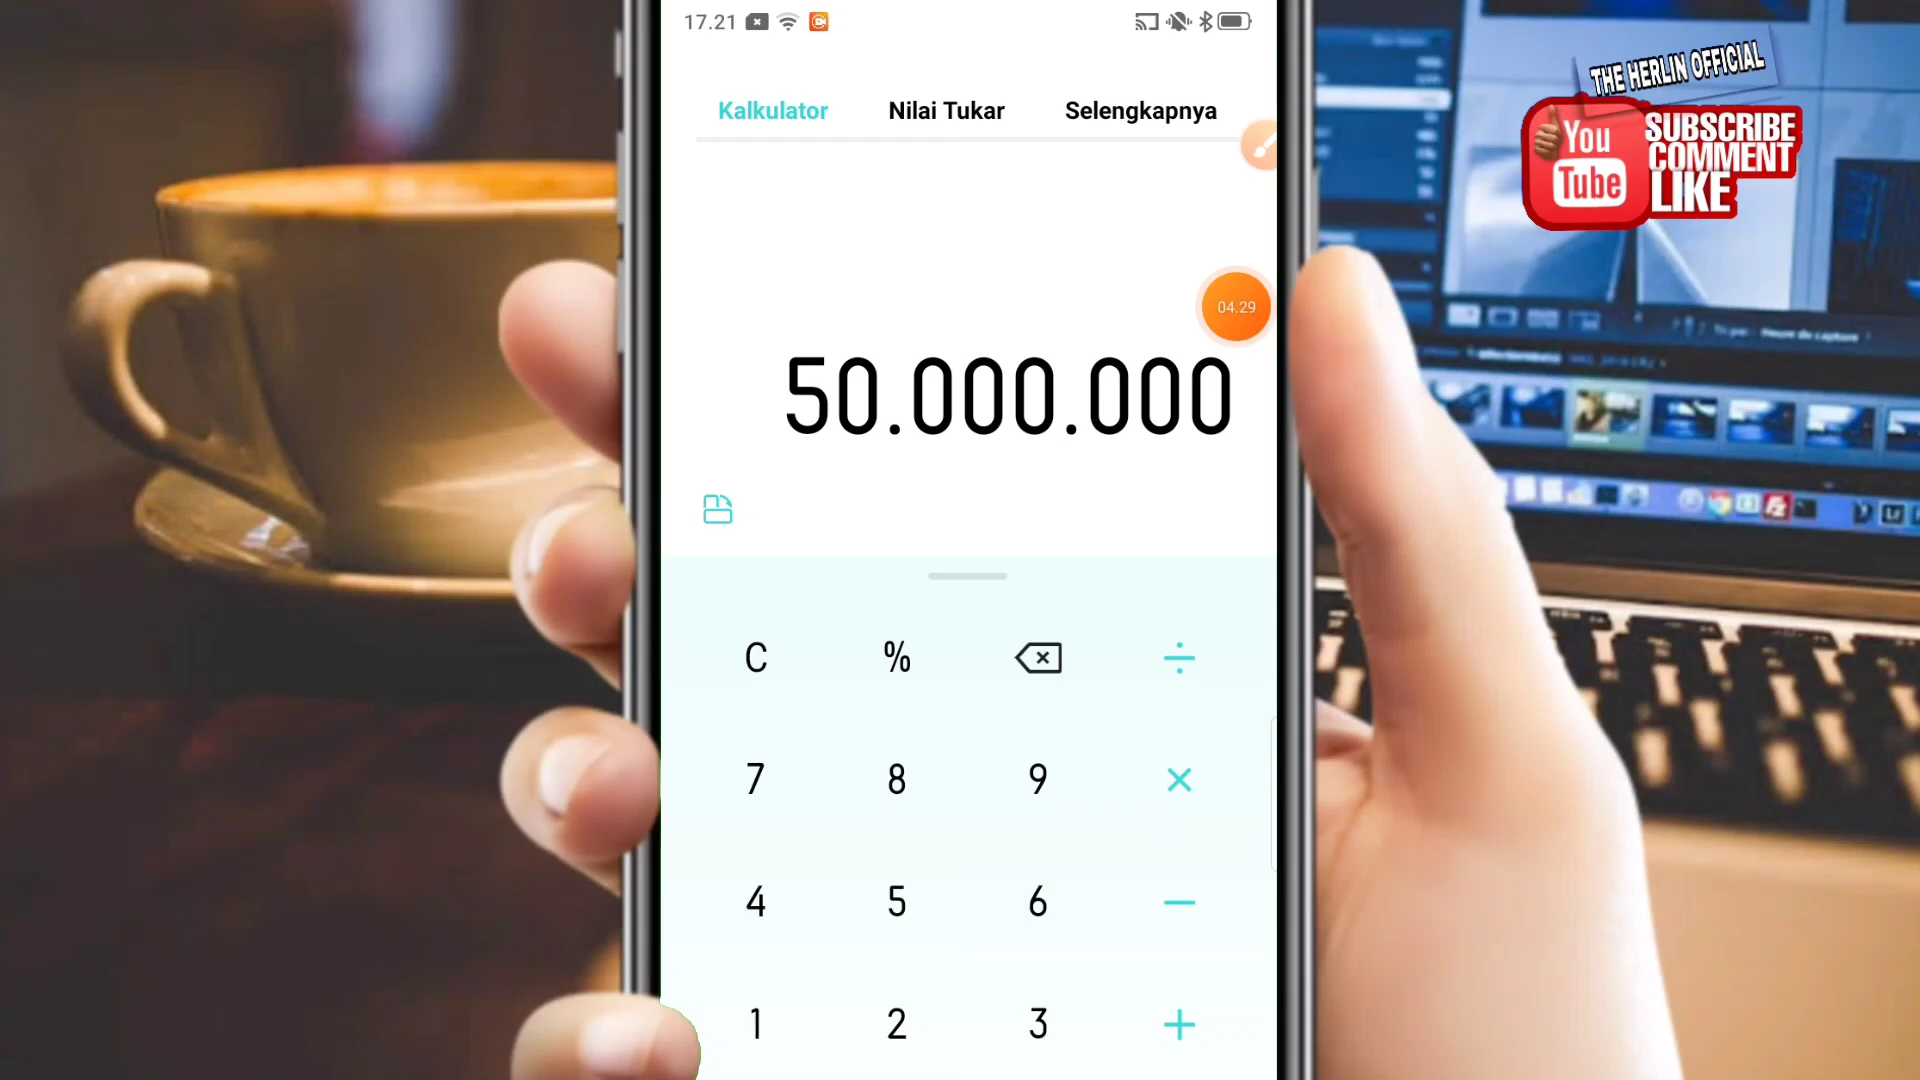 17.21
Kalkulator Nilai Tukar Selengkapnya
04.29
50.000.000
C % ÷
7 8 9 ×
4 5 6 −
1 2 3 +
THE HERLIN OFFICIAL
You Tube
SUBSCRIBE
COMMENT
LIKE